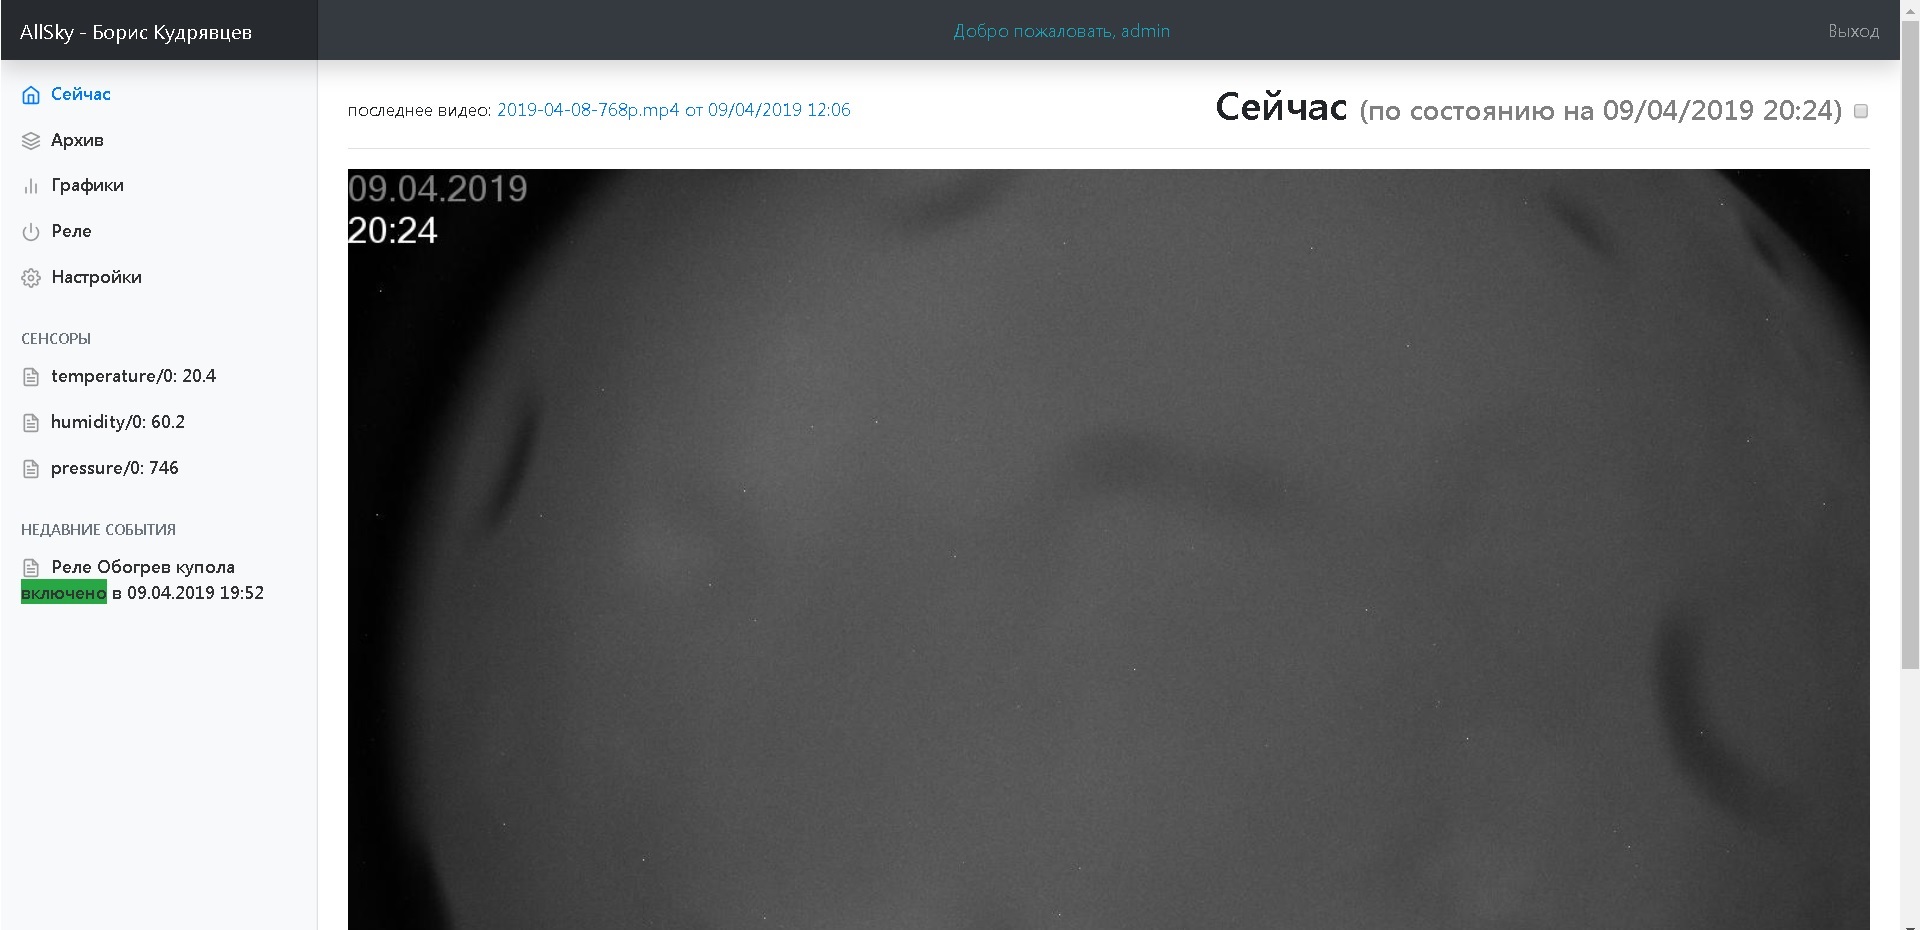 AllSky - Борис Кудрявцев
Добро пожаловать, admin
Выход
Сейчас
Архив
Графики
Реле
Настройки
СЕНСОРЫ
temperature/0: 20.4
humidity/0: 60.2
pressure/0: 746
НЕДАВНИЕ СОБЫТИЯ
Реле Обогрев купола
включено в 09.04.2019 19:52
последнее видео: 2019-04-08-768p.mp4 от 09/04/2019 12:06
Сейчас (по состоянию на 09/04/2019 20:24)
09.04.2019
20:24